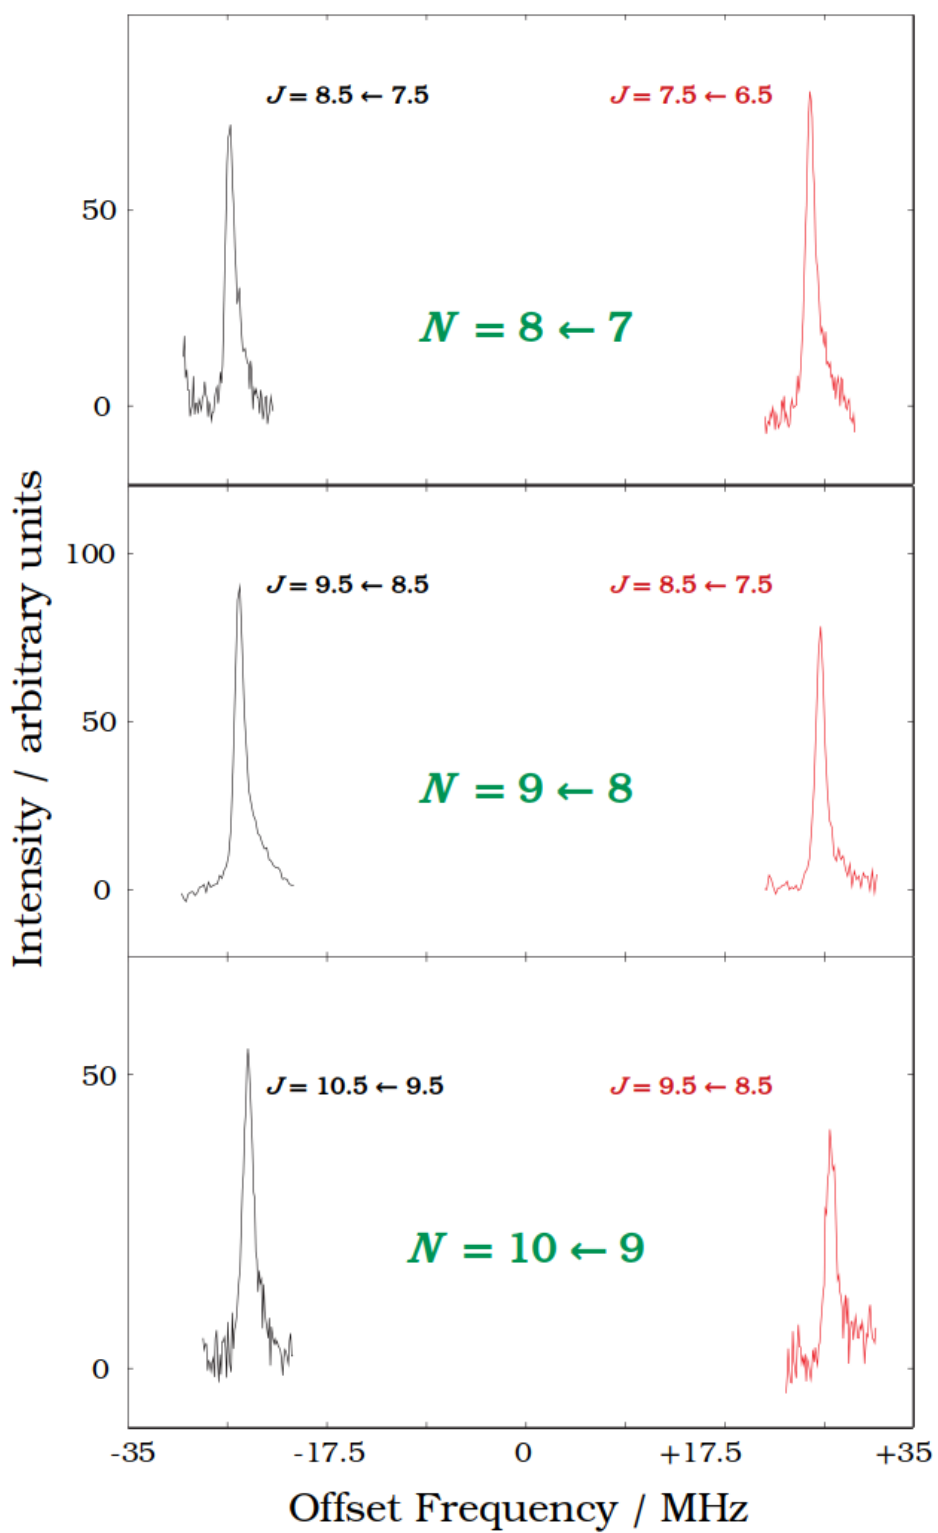 J = 8.5 ← 7.5
J = 7.5 ← 6.5
50
N = 8 ← 7
0
Intensity / arbitrary units
100
J = 9.5 ← 8.5
J = 8.5 ← 7.5
50
N = 9 ← 8
0
50
J = 10.5 ← 9.5
J = 9.5 ← 8.5
N = 10 ← 9
0
-35 -17.5 0 +17.5 +35
Offset Frequency / MHz